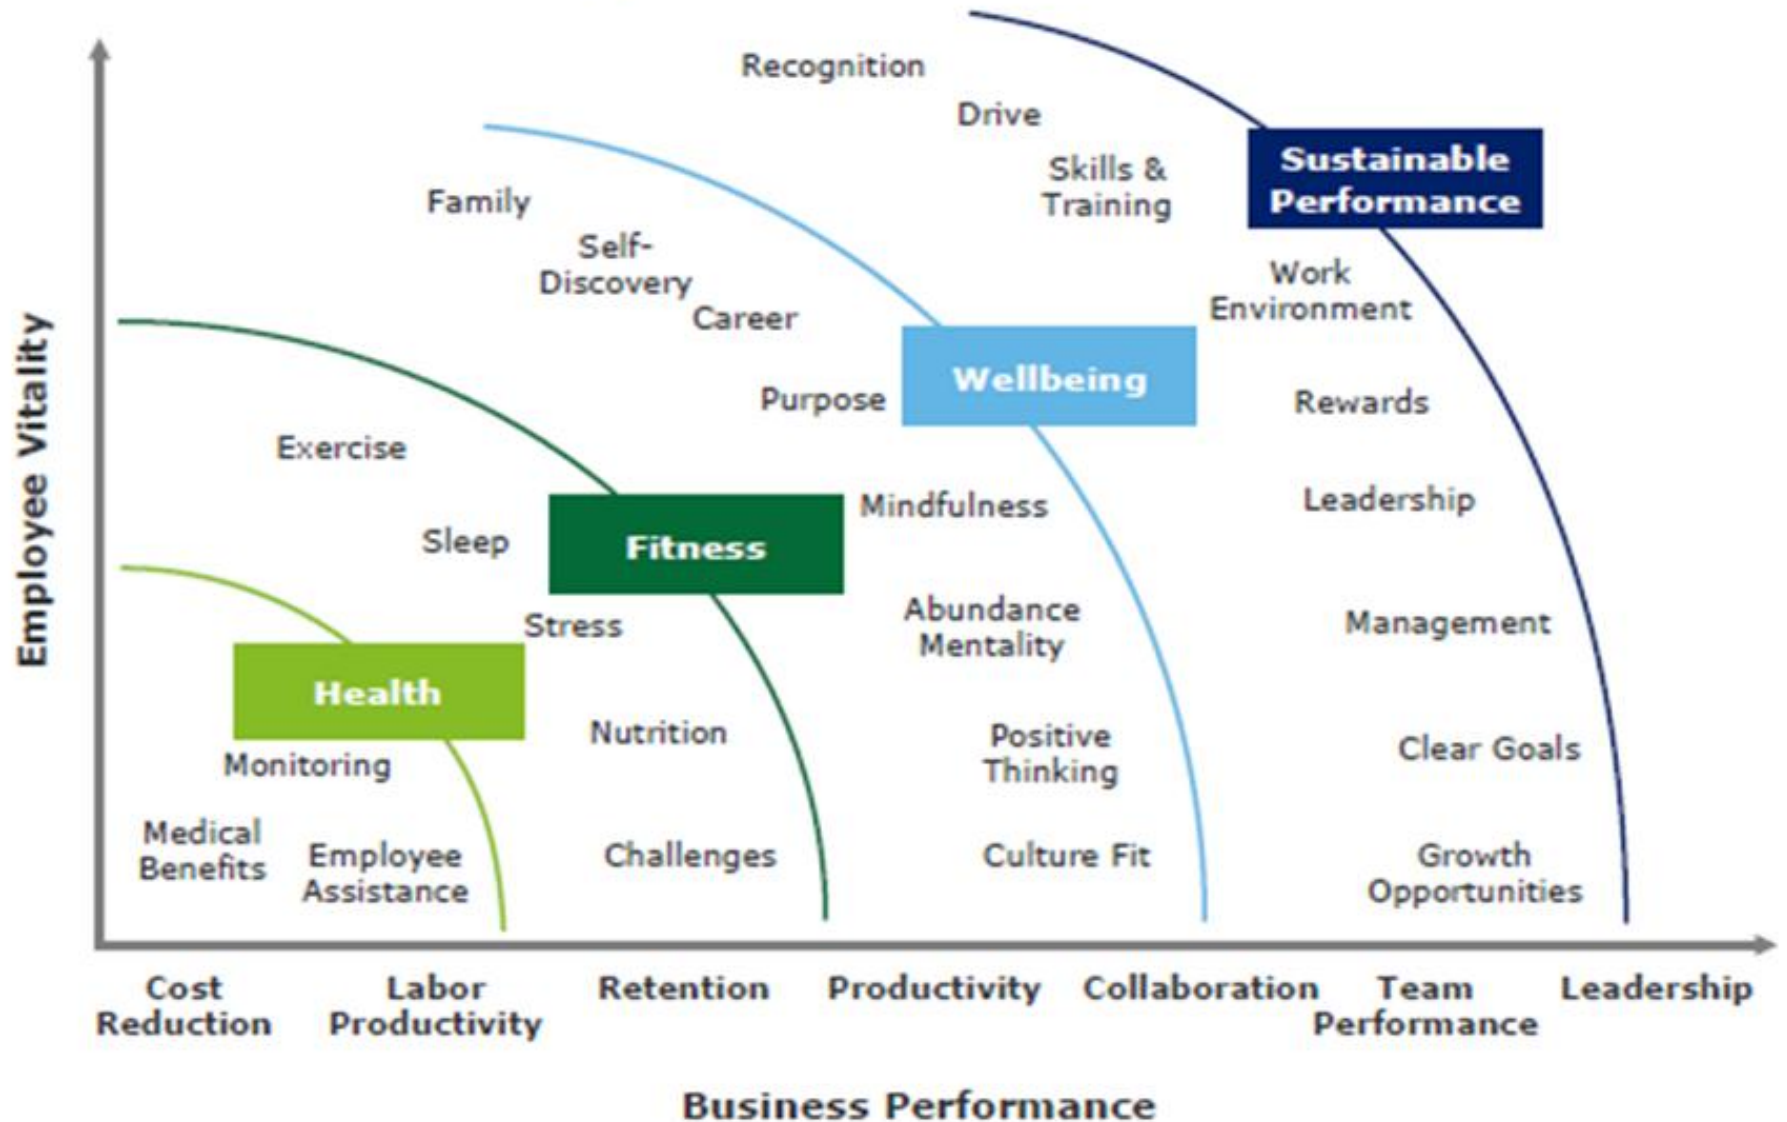 Recognition
Drive
Skills &
Training
Sustainable
Performance
Family
Self-
Discovery
Career
Work
Environment
Purpose
Wellbeing
Rewards
Employee Vitality
Exercise
Sleep
Fitness
Mindfulness
Leadership
Stress
Abundance
Mentality
Management
Health
Monitoring
Nutrition
Positive
Thinking
Clear Goals
Medical
Benefits
Employee
Assistance
Challenges
Culture Fit
Growth
Opportunities
Cost
Reduction
Labor
Productivity
Retention
Productivity
Collaboration
Team
Performance
Leadership
Business Performance